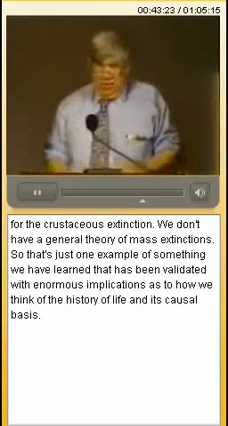 00:43:23 / 01:05:15
for the crustaceous extinction. We don't
have a general theory of mass extinctions.
So that's just one example of something
we have learned that has been validated
with enormous implications as to how we
think of the history of life and its causal
basis.